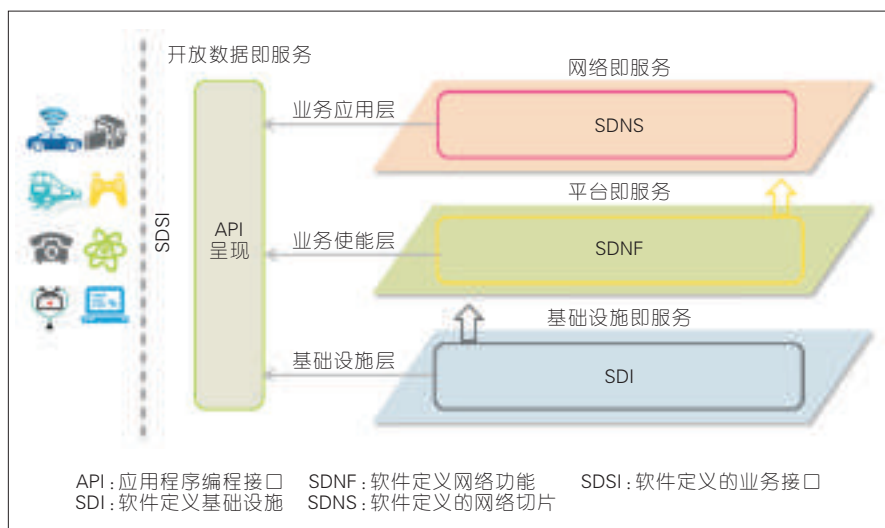 开放数据即服务
网络即服务
业务应用层
SDNS
平台即服务
SDSI
API
呈现
业务使能层
SDNF
基础设施即服务
基础设施层
SDI
API:应用程序编程接口 SDNF:软件定义网络功能 SDSI:软件定义的业务接口
SDI:软件定义基础设施 SDNS:软件定义的网络切片